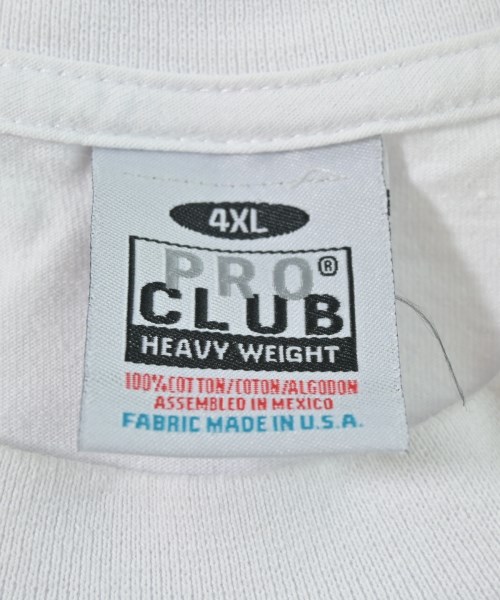 4XL
PRO®
CLUB
HEAVY WEIGHT
100%COTTON/COTON/ALGODON
ASSEMBLED IN MEXICO
FABRIC MADE IN U.S.A.